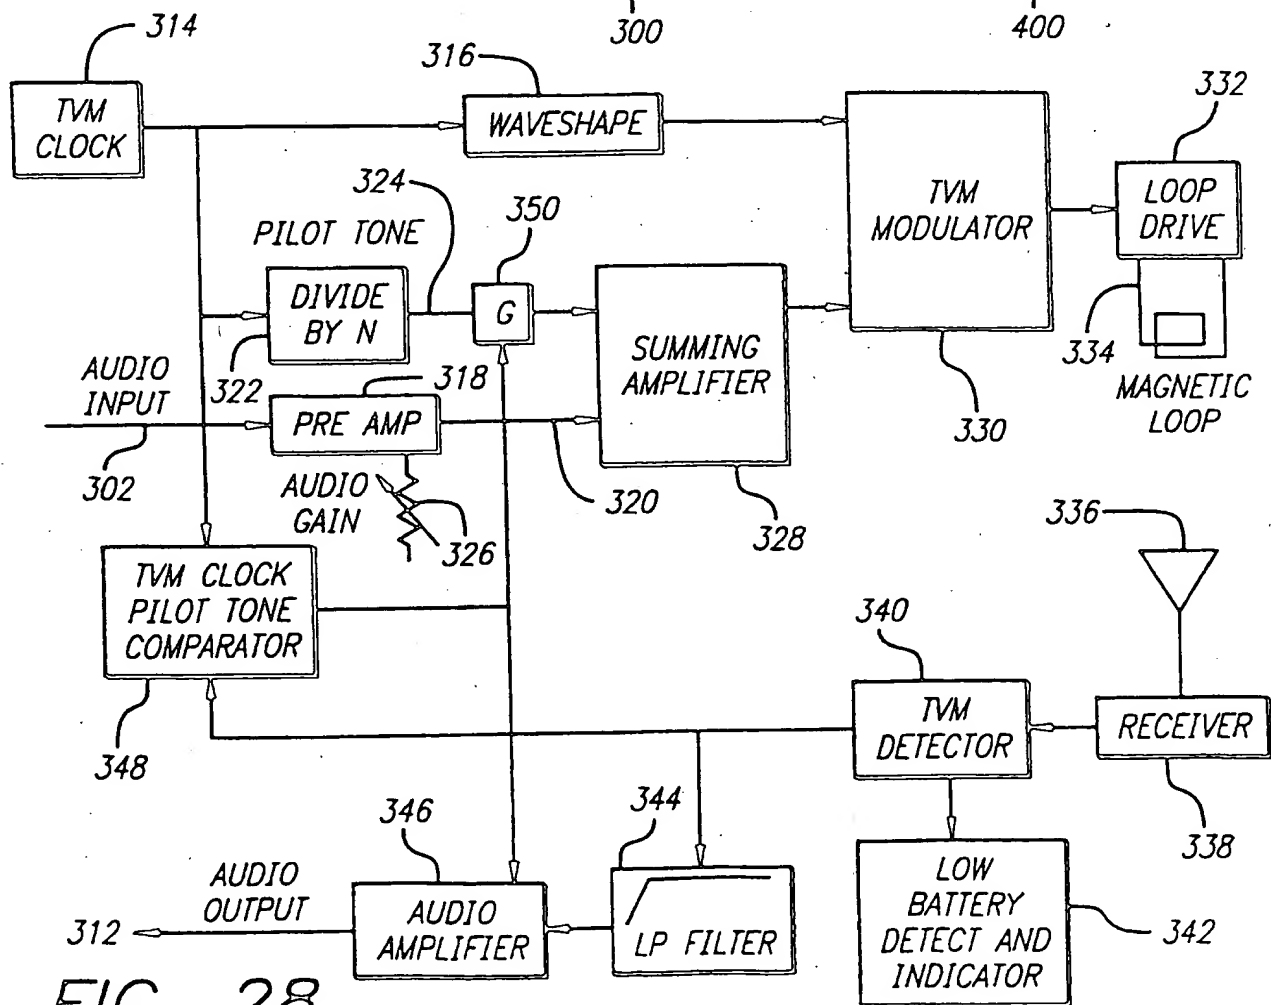 300
400
314
316
332
TVM
CLOCK
WAVESHAPE
TVM
MODULATOR
LOOP
DRIVE
324
350
PILOT TONE
DIVIDE
BY N
G
SUMMING
AMPLIFIER
334
322
318
AUDIO
INPUT
PRE AMP
MAGNETIC
LOOP
330
302
AUDIO
GAIN
326
320
328
336
TVM CLOCK
PILOT TONE
COMPARATOR
340
TVM
DETECTOR
RECEIVER
348
346
344
338
AUDIO
OUTPUT
312
AUDIO
AMPLIFIER
LP FILTER
LOW
BATTERY
DETECT AND
INDICATOR
342
FIG. 28